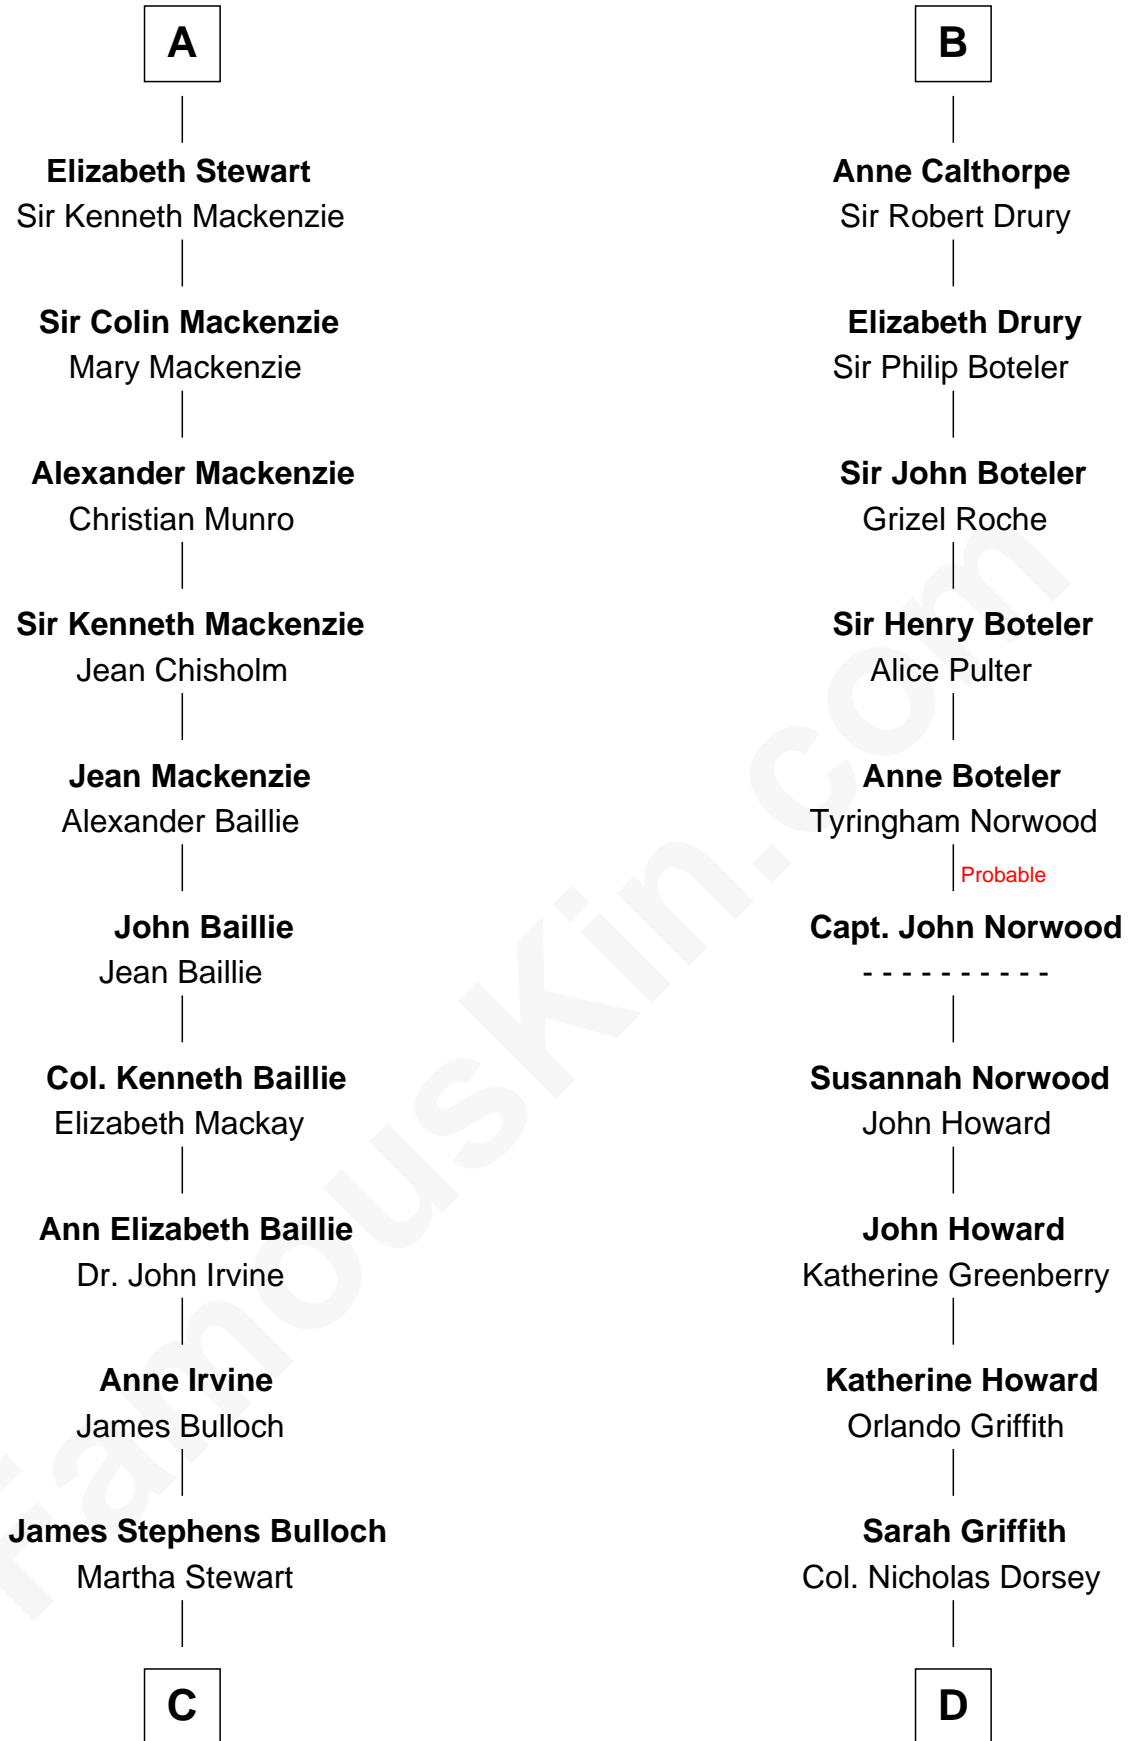 A
Elizabeth Stewart
Sir Kenneth Mackenzie
Sir Colin Mackenzie
Mary Mackenzie
Alexander Mackenzie
Christian Munro
Sir Kenneth Mackenzie
Jean Chisholm
Jean Mackenzie
Alexander Baillie
John Baillie
Jean Baillie
Col. Kenneth Baillie
Elizabeth Mackay
Ann Elizabeth Baillie
Dr. John Irvine
Anne Irvine
James Bulloch
James Stephens Bulloch
Martha Stewart
C
B
Anne Calthorpe
Sir Robert Drury
Elizabeth Drury
Sir Philip Boteler
Sir John Boteler
Grizel Roche
Sir Henry Boteler
Alice Pulter
Anne Boteler
Tyringham Norwood
Probable
Capt. John Norwood
- - - - - - - - - -
Susannah Norwood
John Howard
John Howard
Katherine Greenberry
Katherine Howard
Orlando Griffith
Sarah Griffith
Col. Nicholas Dorsey
D
FamousKin.com